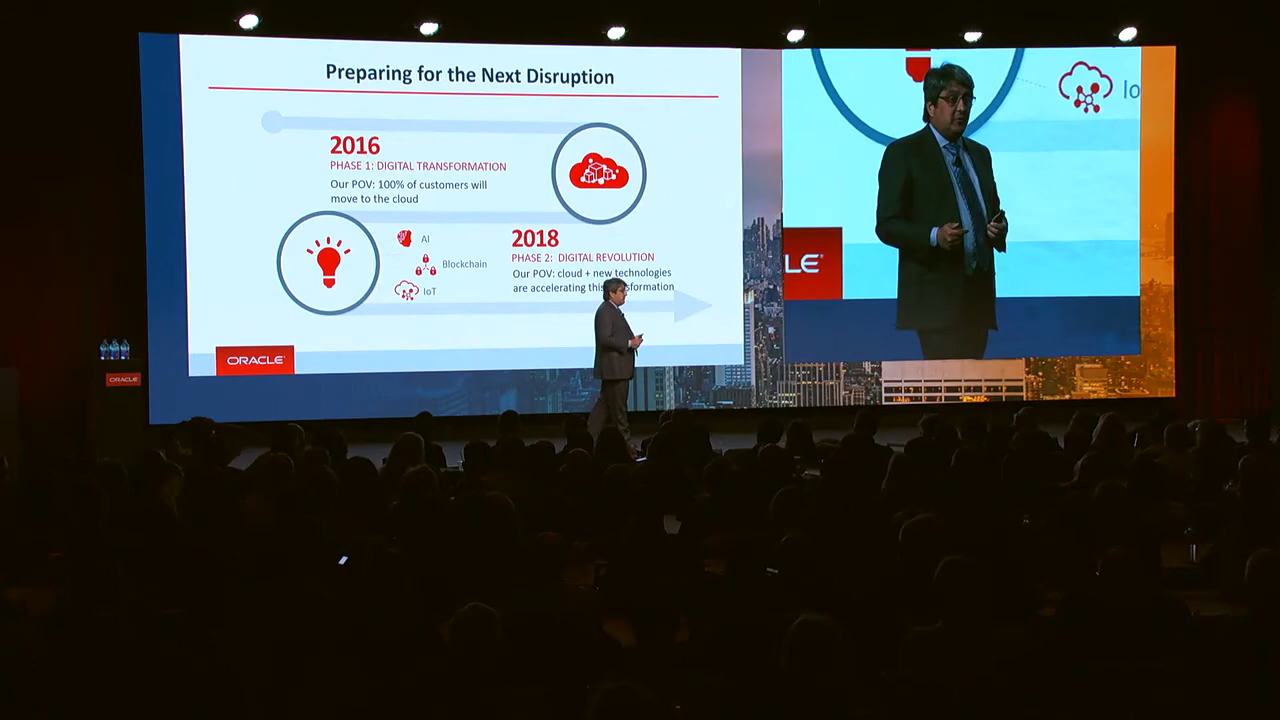 Preparing for the Next Disruption
2016
PHASE 1: DIGITAL TRANSFORMATION
Our POV: 100% of customers will
move to the cloud
AI
Blockchain
IoT
2018
PHASE 2: DIGITAL REVOLUTION
Our POV: cloud + new technologies
are accelerating this formation
ORACLE
Io
LE
ORACLE